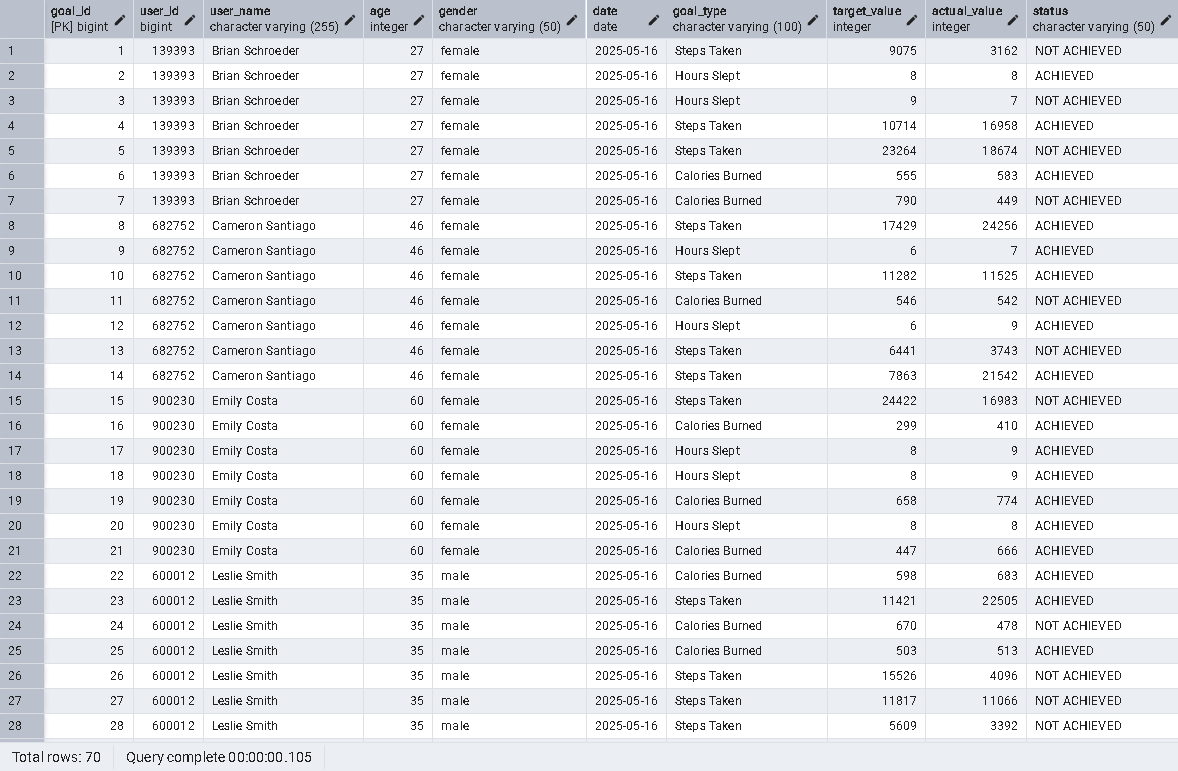 goal_id user_id user_name age gender date goal_type target_value actual_value status
[PK] bigint bigint character varying (255) integer character varying (50) date character varying (100) integer integer character varying (50)
1 1 139393 Brian Schroeder 27 female 2025-05-16 Steps Taken 9075 3162 NOT ACHIEVED
2 2 139393 Brian Schroeder 27 female 2025-05-16 Hours Slept 8 8 ACHIEVED
3 3 139393 Brian Schroeder 27 female 2025-05-16 Hours Slept 9 7 NOT ACHIEVED
4 4 139393 Brian Schroeder 27 female 2025-05-16 Steps Taken 10714 16958 ACHIEVED
5 5 139393 Brian Schroeder 27 female 2025-05-16 Steps Taken 23264 18674 NOT ACHIEVED
6 6 139393 Brian Schroeder 27 female 2025-05-16 Calories Burned 555 583 ACHIEVED
7 7 139393 Brian Schroeder 27 female 2025-05-16 Calories Burned 790 449 NOT ACHIEVED
8 8 682752 Cameron Santiago 46 female 2025-05-16 Steps Taken 17429 24256 ACHIEVED
9 9 682752 Cameron Santiago 46 female 2025-05-16 Hours Slept 6 7 ACHIEVED
10 10 682752 Cameron Santiago 46 female 2025-05-16 Steps Taken 11282 11525 ACHIEVED
11 11 682752 Cameron Santiago 46 female 2025-05-16 Calories Burned 546 542 NOT ACHIEVED
12 12 682752 Cameron Santiago 46 female 2025-05-16 Hours Slept 6 9 ACHIEVED
13 13 682752 Cameron Santiago 46 female 2025-05-16 Steps Taken 6441 3743 NOT ACHIEVED
14 14 682752 Cameron Santiago 46 female 2025-05-16 Steps Taken 7863 21542 ACHIEVED
15 15 900230 Emily Costa 60 female 2025-05-16 Steps Taken 24422 16983 NOT ACHIEVED
16 16 900230 Emily Costa 60 female 2025-05-16 Calories Burned 299 410 ACHIEVED
17 17 900230 Emily Costa 60 female 2025-05-16 Hours Slept 8 9 ACHIEVED
18 18 900230 Emily Costa 60 female 2025-05-16 Hours Slept 8 9 ACHIEVED
19 19 900230 Emily Costa 60 female 2025-05-16 Calories Burned 658 774 ACHIEVED
20 20 900230 Emily Costa 60 female 2025-05-16 Hours Slept 8 8 ACHIEVED
21 21 900230 Emily Costa 60 female 2025-05-16 Calories Burned 447 666 ACHIEVED
22 22 600012 Leslie Smith 35 male 2025-05-16 Calories Burned 598 683 ACHIEVED
23 23 600012 Leslie Smith 35 male 2025-05-16 Steps Taken 11421 22505 ACHIEVED
24 24 600012 Leslie Smith 35 male 2025-05-16 Calories Burned 670 478 NOT ACHIEVED
25 25 600012 Leslie Smith 35 male 2025-05-16 Calories Burned 503 513 ACHIEVED
26 26 600012 Leslie Smith 35 male 2025-05-16 Steps Taken 15526 4096 NOT ACHIEVED
27 27 600012 Leslie Smith 35 male 2025-05-16 Steps Taken 11817 11066 NOT ACHIEVED
28 28 600012 Leslie Smith 35 male 2025-05-16 Steps Taken 5609 3392 NOT ACHIEVED
Total rows: 70 Query complete 00:00:00.105